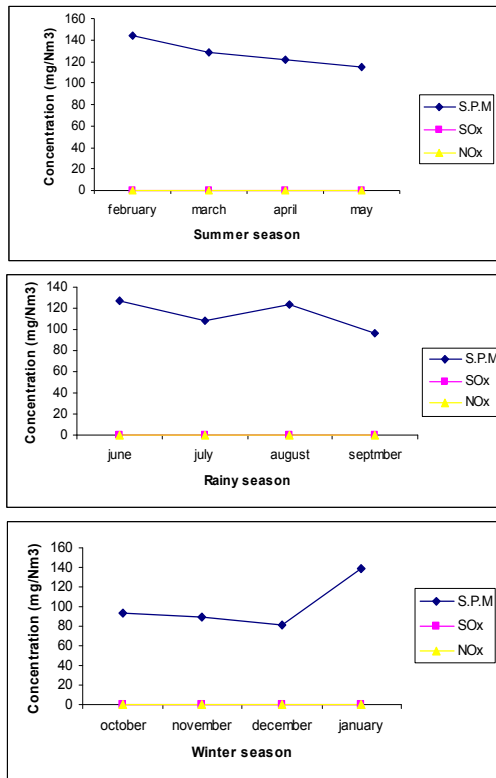 160
140
120
100
80
60
40
20
0
Concentration (mg/Nm3)
february march april may
Summer season
S.P.M
SOx
NOx
140
120
100
80
60
40
20
0
Concentration (mg/Nm3)
june july august septmber
Rainy season
S.P.M
SOx
NOx
160
140
120
100
80
60
40
20
0
Concentration (mg/Nm3)
october november december january
Winter season
S.P.M
SOx
NOx